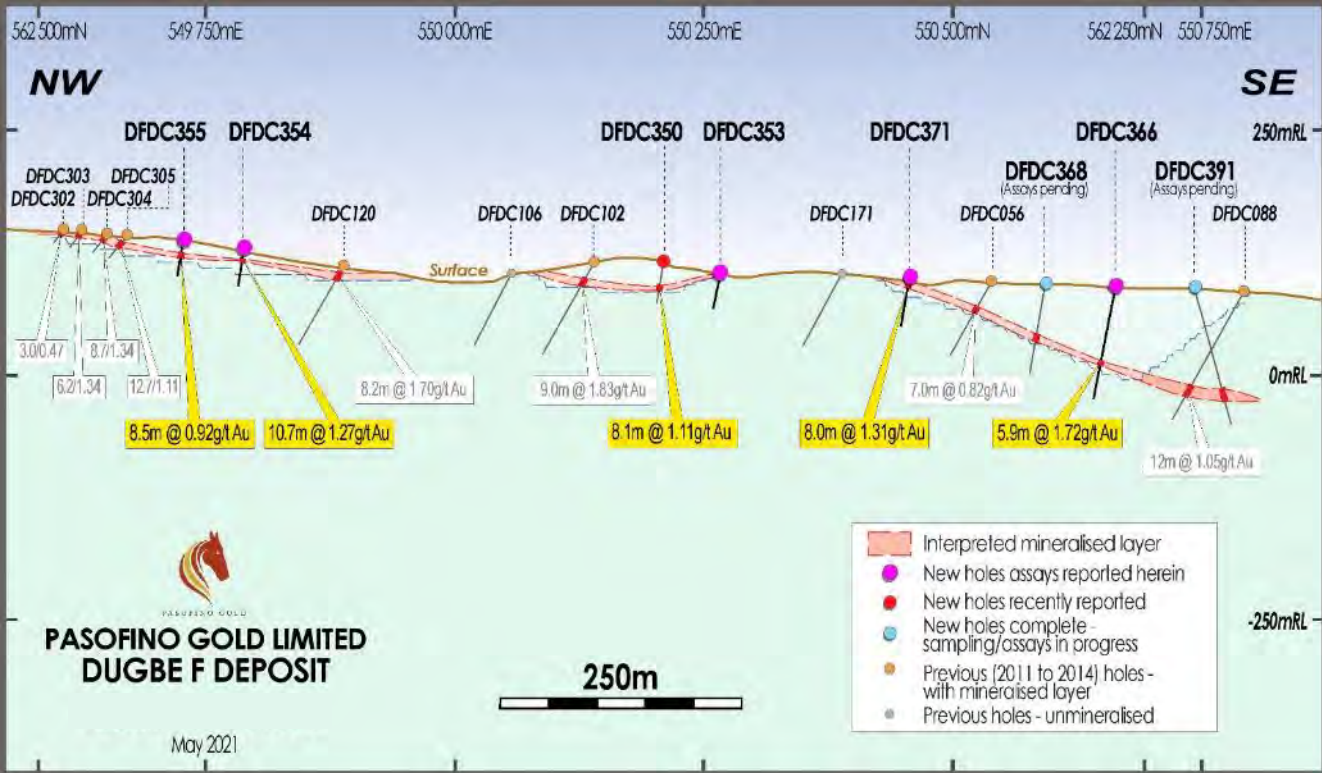 562 500mN 549 750mE 550 000mE 550 250mE 550 500mN 562 250mN 550 750mE
NW SE
DFDC355 DFDC354 DFDC350 DFDC353 DFDC371 DFDC366 250mRL
DFDC368 DFDC391
(Assays pending) (Assays pending)
DFDC303 DFDC305
DFDC302 DFDC304
DFDC120 DFDC106 DFDC102 DFDC171 DFDC056 DFDC088
Surface
3.0/0.47 8.7/1.34
6.2/1.34 12.7/1.11 8.2m @ 1.70g/t Au 9.0m @ 1.83g/t Au 7.0m @ 0.82g/t Au 0mRL
8.5m @ 0.92g/t Au 10.7m @ 1.27g/t Au 8.1m @ 1.11g/t Au 8.0m @ 1.31g/t Au 5.9m @ 1.72g/t Au
12m @ 1.05g/t Au
PASOFINO GOLD
PASOFINO GOLD LIMITED
DUGBE F DEPOSIT
May 2021
250m
Interpreted mineralised layer
New holes assays reported herein
New holes recently reported
New holes complete -
sampling/assays in progress
Previous (2011 to 2014) holes -
with mineralised layer
Previous holes - unmineralised
-250mRL